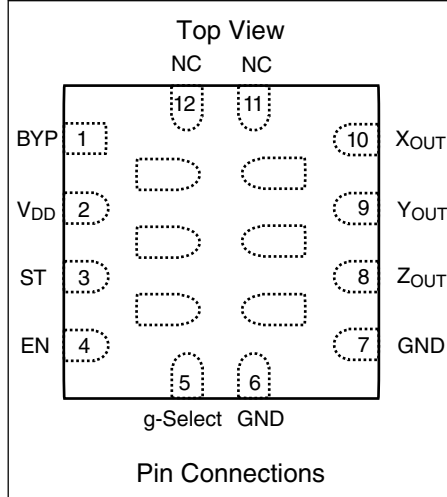 Top View
NC NC
12 11
BYP 1 10 XOUT
VDD 2 9 YOUT
ST 3 8 ZOUT
EN 4 7 GND
5 6
g-Select GND
Pin Connections